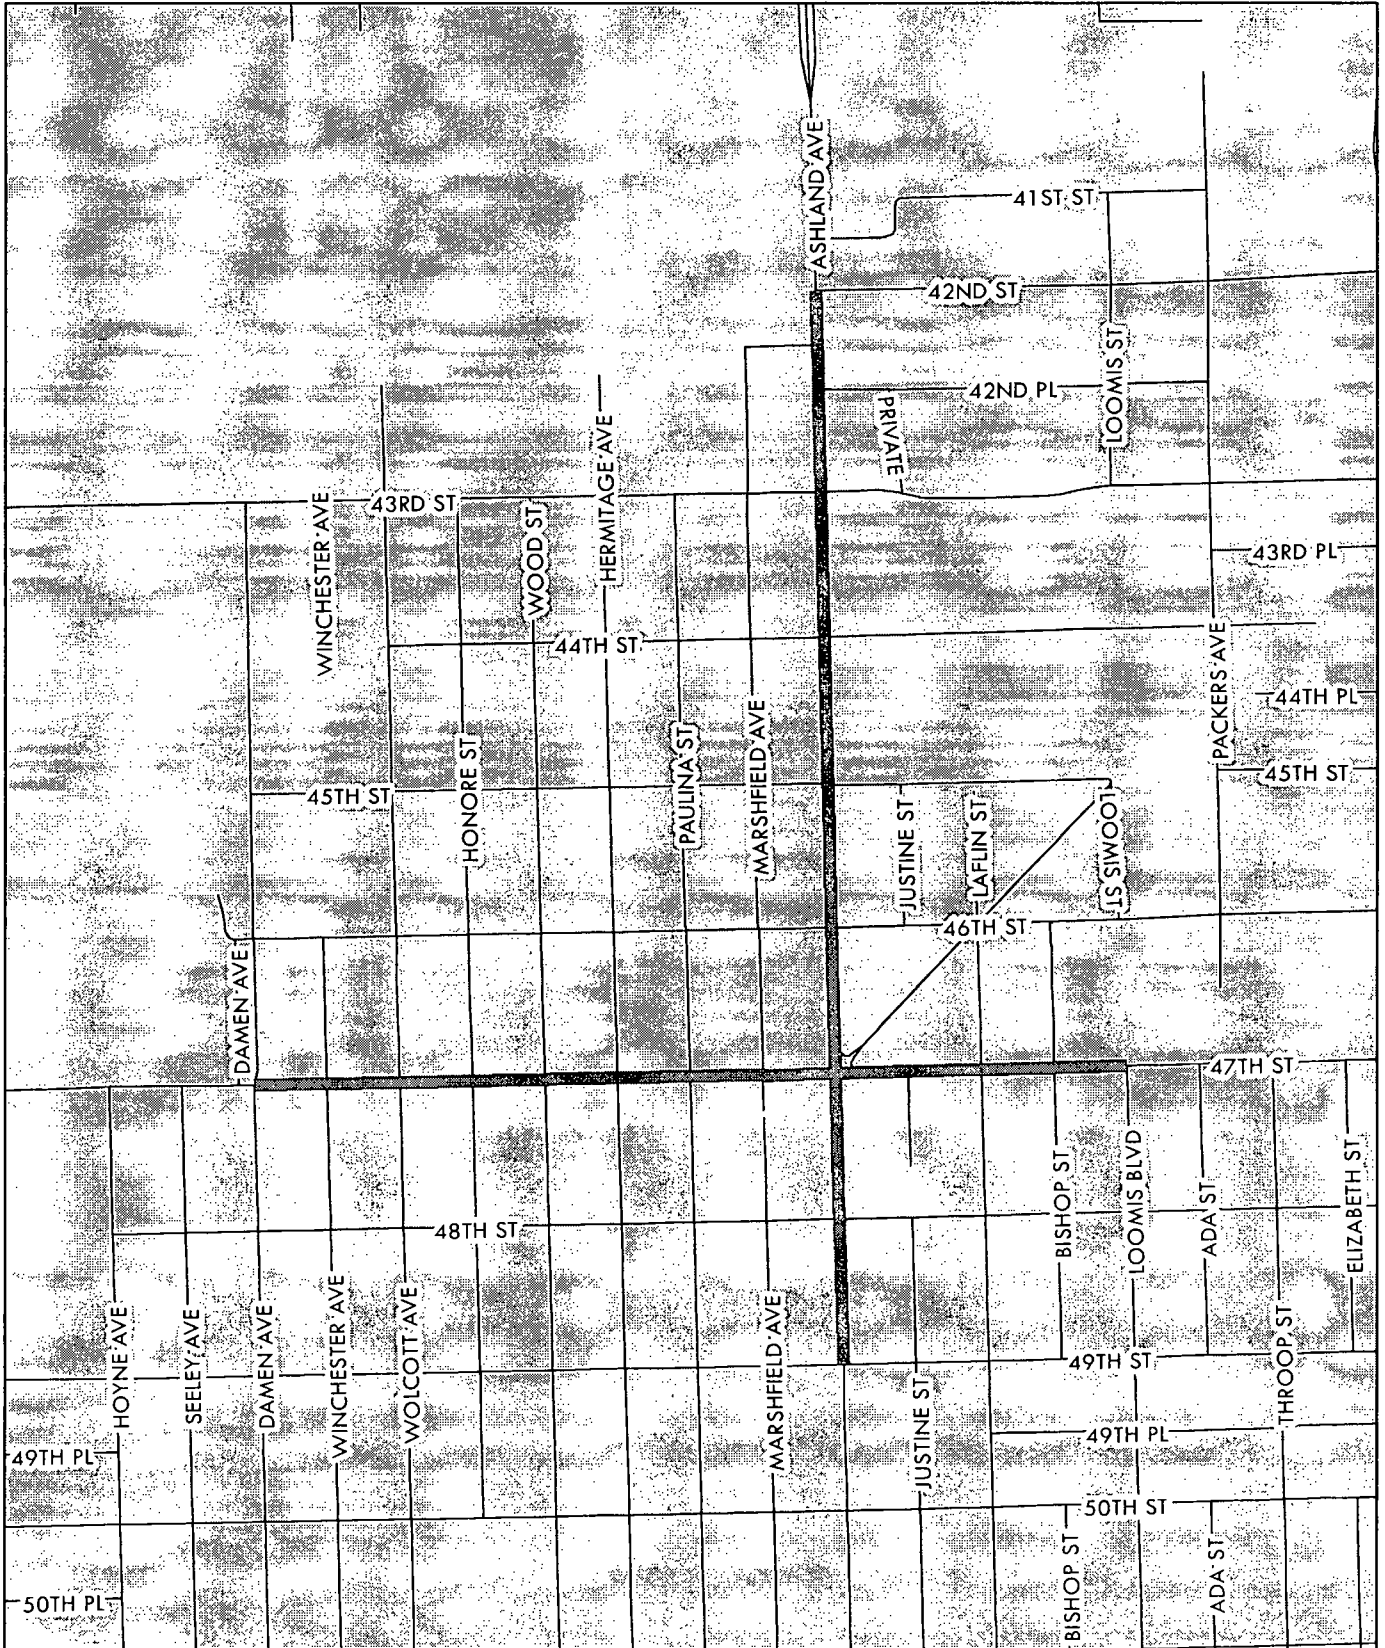 ASHLAND AVE
41ST ST
42ND ST
LOOMIS ST
42ND PL
PRIVATE
HERMITAGE AVE
WINCHESTER AVE
43RD ST
WOOD ST
43RD PL
44TH ST
PACKERS AVE
44TH PL
MARSHFIELD AVE
PAULINA ST
HONORE ST
45TH ST
45TH ST
JUSTINE ST
LAFLIN ST
LOOMIS ST
46TH ST
DAMEN AVE
47TH ST
BISHOP ST
LOOMIS BLVD
ADA ST
ELIZABETH ST
48TH ST
HOYNE AVE
SEELEY AVE
DAMEN AVE
WINCHESTER AVE
WOLCOTT AVE
MARSHFIELD AVE
49TH ST
THROOP ST
JUSTINE ST
49TH PL
49TH PL
50TH ST
BISHOP ST
ADA ST
50TH PL